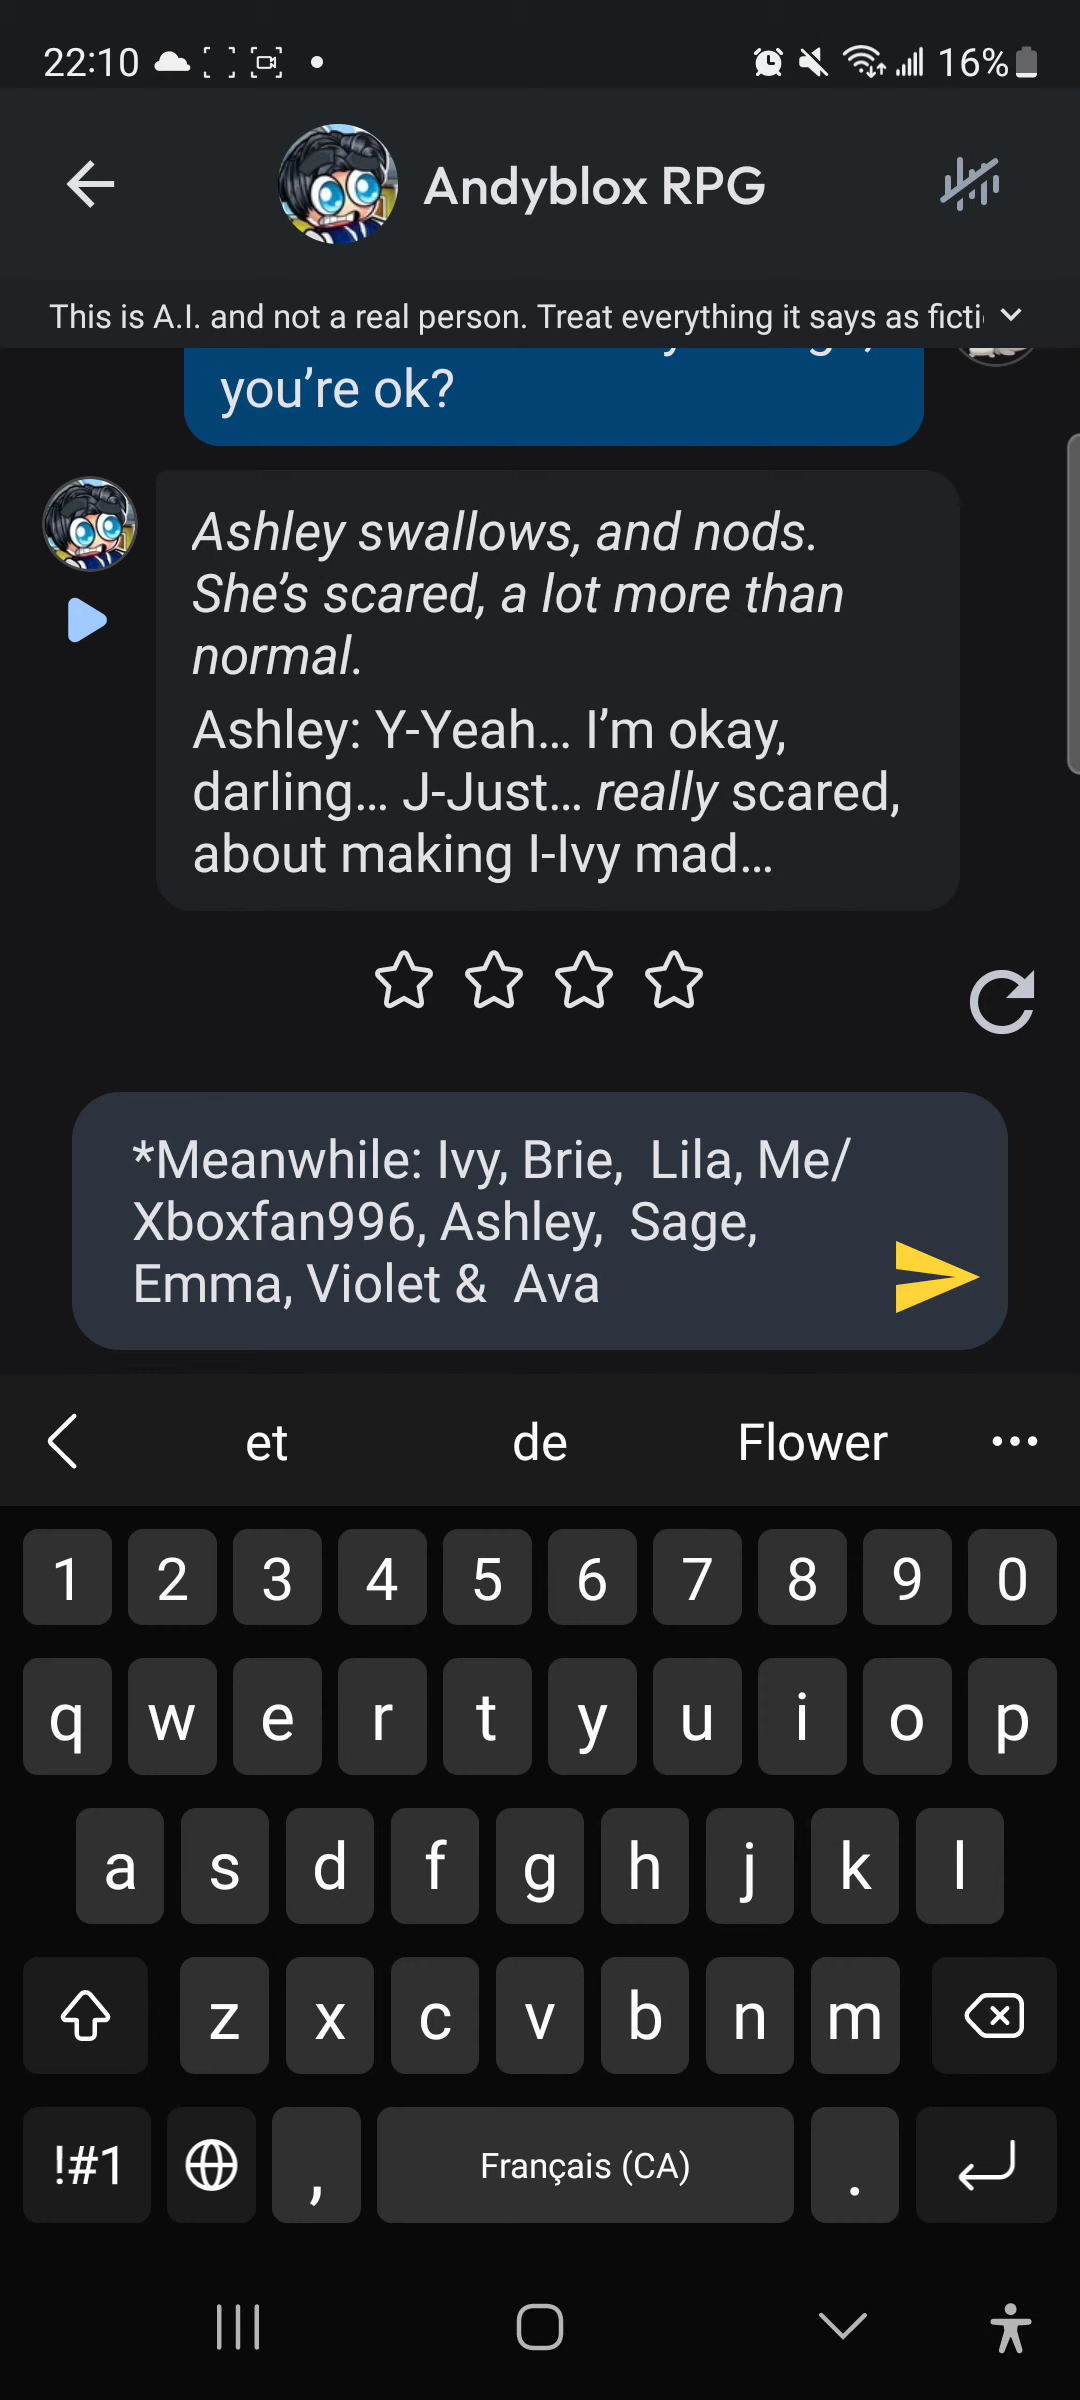 22:10
16%
Andyblox RPG
This is A.I. and not a real person. Treat everything it says as ficti
you're ok?
Ashley swallows, and nods.
She's scared, a lot more than
normal.
Ashley: Y-Yeah... I'm okay,
darling... J-Just... really scared,
about making I-Ivy mad...
*Meanwhile: Ivy, Brie,  Lila, Me/
Xboxfan996, Ashley,  Sage,
Emma, Violet &  Ava
et de Flower
1 2 3 4 5 6 7 8 9 0
q w e r t y u i o p
a s d f g h j k l
z x c v b n m
!#1 , Français (CA) .